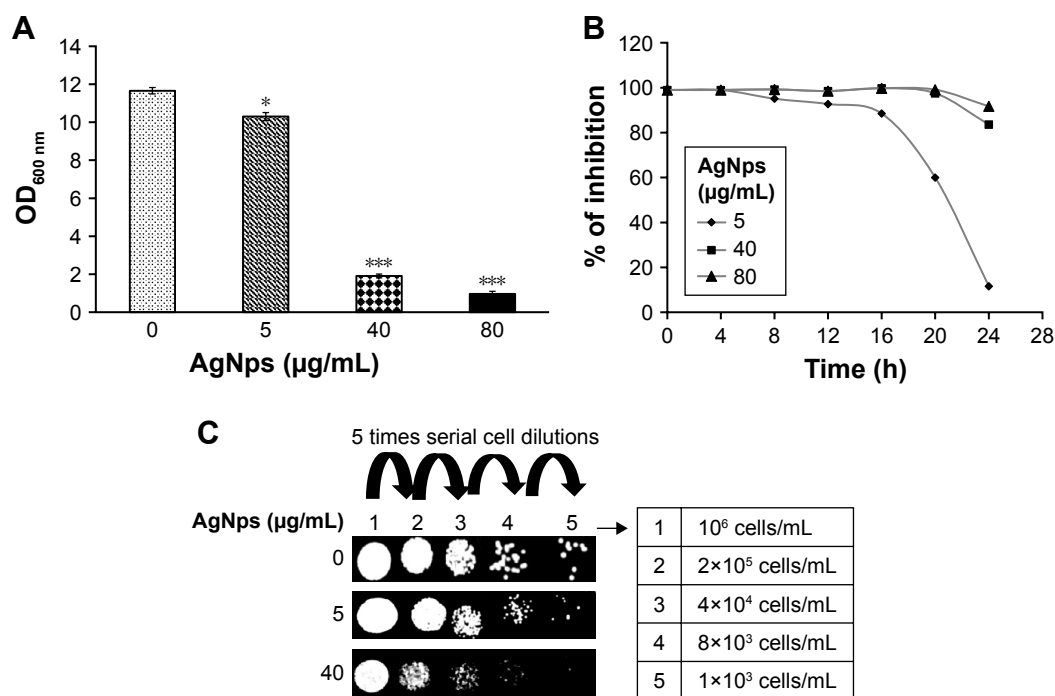 A
14
12
10
8
6
4
2
0
OD600 nm
*
***
***
0 5 40 80
AgNps (µg/mL)
B
120
100
80
60
40
20
0
% of inhibition
AgNps
(µg/mL)
5
40
80
0 4 8 12 16 20 24 28
Time (h)
C
5 times serial cell dilutions
AgNps (µg/mL) 1 2 3 4 5
0
5
40
1 10⁶ cells/mL
2 2×10⁵ cells/mL
3 4×10⁴ cells/mL
4 8×10³ cells/mL
5 1×10³ cells/mL